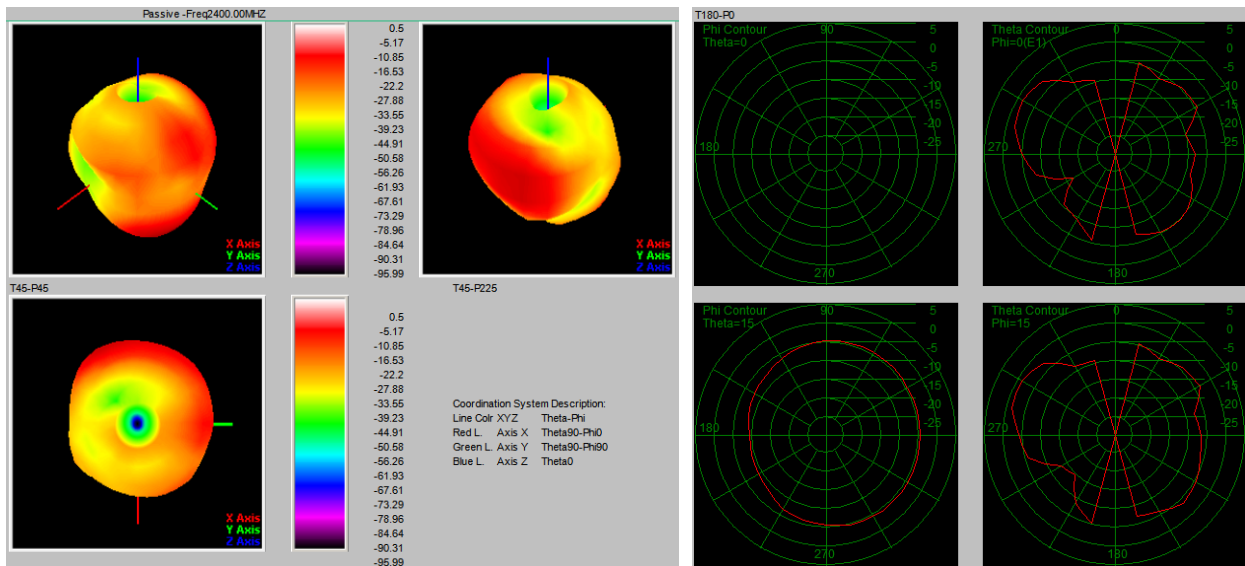 Passive -Freq2400.00MHZ
0.5
-5.17
-10.85
-16.53
-22.2
-27.88
-33.55
-39.23
-44.91
-50.58
-56.26
-61.93
-67.61
-73.29
-78.96
-84.64
-90.31
-95.99
X Axis
Y Axis
Z Axis
X Axis
Y Axis
Z Axis
T45-P45
T45-P225
0.5
-5.17
-10.85
-16.53
-22.2
-27.88
-33.55
-39.23
-44.91
-50.58
-56.26
-61.93
-67.61
-73.29
-78.96
-84.64
-90.31
-95.99
X Axis
Y Axis
Z Axis
Coordination System Description:
Line Colr XYZ Theta-Phi
Red L. Axis X Theta90-Phi0
Green L. Axis Y Theta90-Phi90
Blue L. Axis Z Theta0
T180-P0
Phi Contour
Theta=0
90
180
270
5
0
-5
-10
-15
-20
-25
Theta Contour
Phi=0(E1)
0
270
180
5
0
-5
-10
-15
-20
-25
Phi Contour
Theta=15
90
180
270
5
0
-5
-10
-15
-20
-25
Theta Contour
Phi=15
0
270
180
5
0
-5
-10
-15
-20
-25